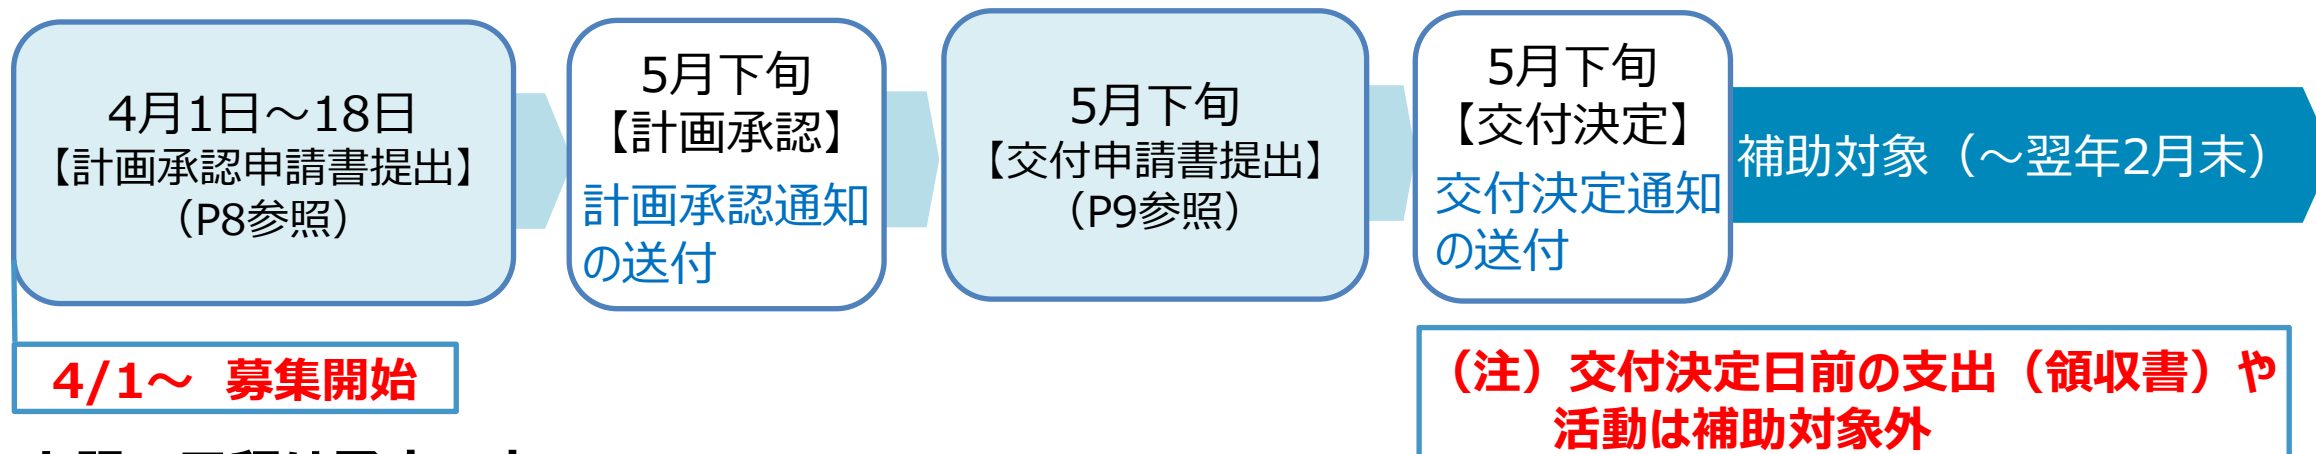 4月1日～18日
【計画承認申請書提出】
（P8参照）
5月下旬
【計画承認】
計画承認通知
の送付
5月下旬
【交付申請書提出】
（P9参照）
5月下旬
【交付決定】
交付決定通知
の送付
補助対象（～翌年2月末）
4/1～ 募集開始
（注）交付決定日前の支出（領収書）や
活動は補助対象外